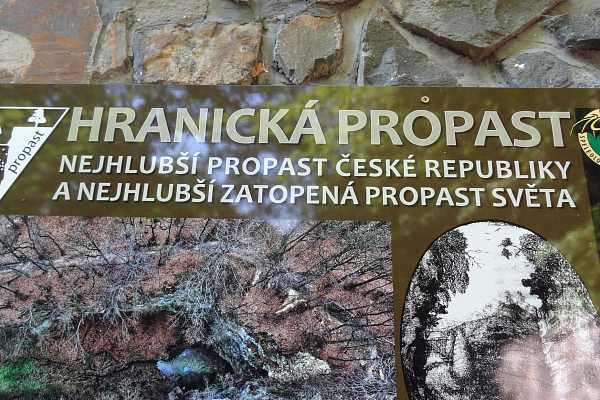 HRANICKÁ PROPAST
NEJHLUBŠÍ PROPAST ČESKÉ REPUBLIKY
A NEJHLUBŠÍ ZATOPENÁ PROPAST SVĚTA
propast